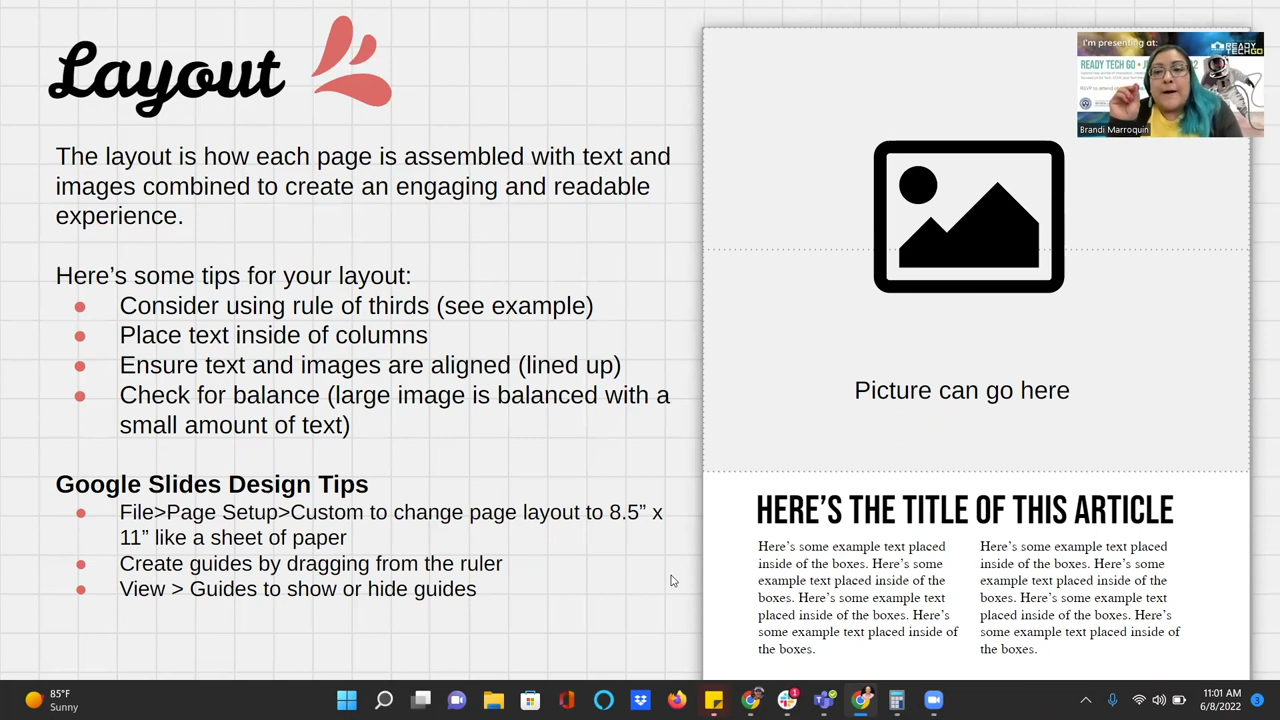 Layout
The layout is how each page is assembled with text and
images combined to create an engaging and readable
experience.
Here's some tips for your layout:
Consider using rule of thirds (see example)
Place text inside of columns
Ensure text and images are aligned (lined up)
Check for balance (large image is balanced with a
small amount of text)
Google Slides Design Tips
File>Page Setup>Custom to change page layout to 8.5” x
11” like a sheet of paper
Create guides by dragging from the ruler
View > Guides to show or hide guides
I'm presenting at:
READY
TECH GO
READY TECH GO
Brandi Marroquin
Picture can go here
HERE'S THE TITLE OF THIS ARTICLE
Here's some example text placed
inside of the boxes. Here's some
example text placed inside of the
boxes. Here's some example text
placed inside of the boxes. Here's
some example text placed inside of
the boxes.
Here's some example text placed
inside of the boxes. Here's some
example text placed inside of the
boxes. Here's some example text
placed inside of the boxes. Here's
some example text placed inside of
the boxes.
85°F
Sunny
1
11:01 AM
6/8/2022
3